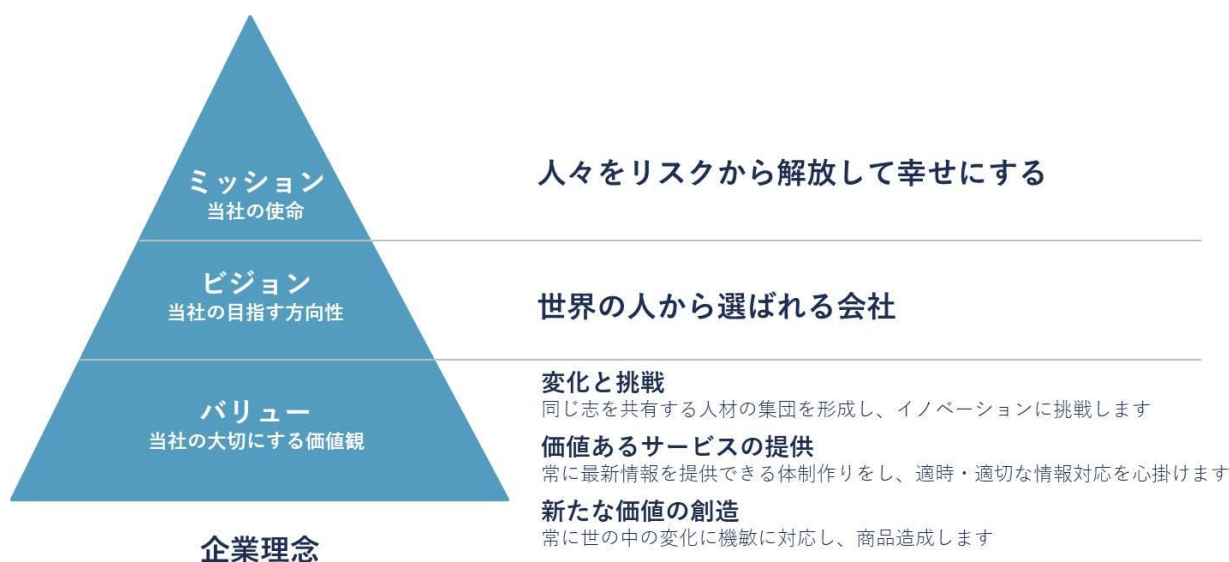 ミッション
当社の使命
人々をリスクから解放して幸せにする
ビジョン
当社の目指す方向性
世界の人から選ばれる会社
バリュー
当社の大切にする価値観
変化と挑戦
同じ志を共有する人材の集団を形成し、イノベーションに挑戦します
価値あるサービスの提供
常に最新情報を提供できる体制作りをし、適時・適切な情報対応を心掛けます
新たな価値の創造
常に世の中の変化に機敏に対応し、商品造成します
企業理念